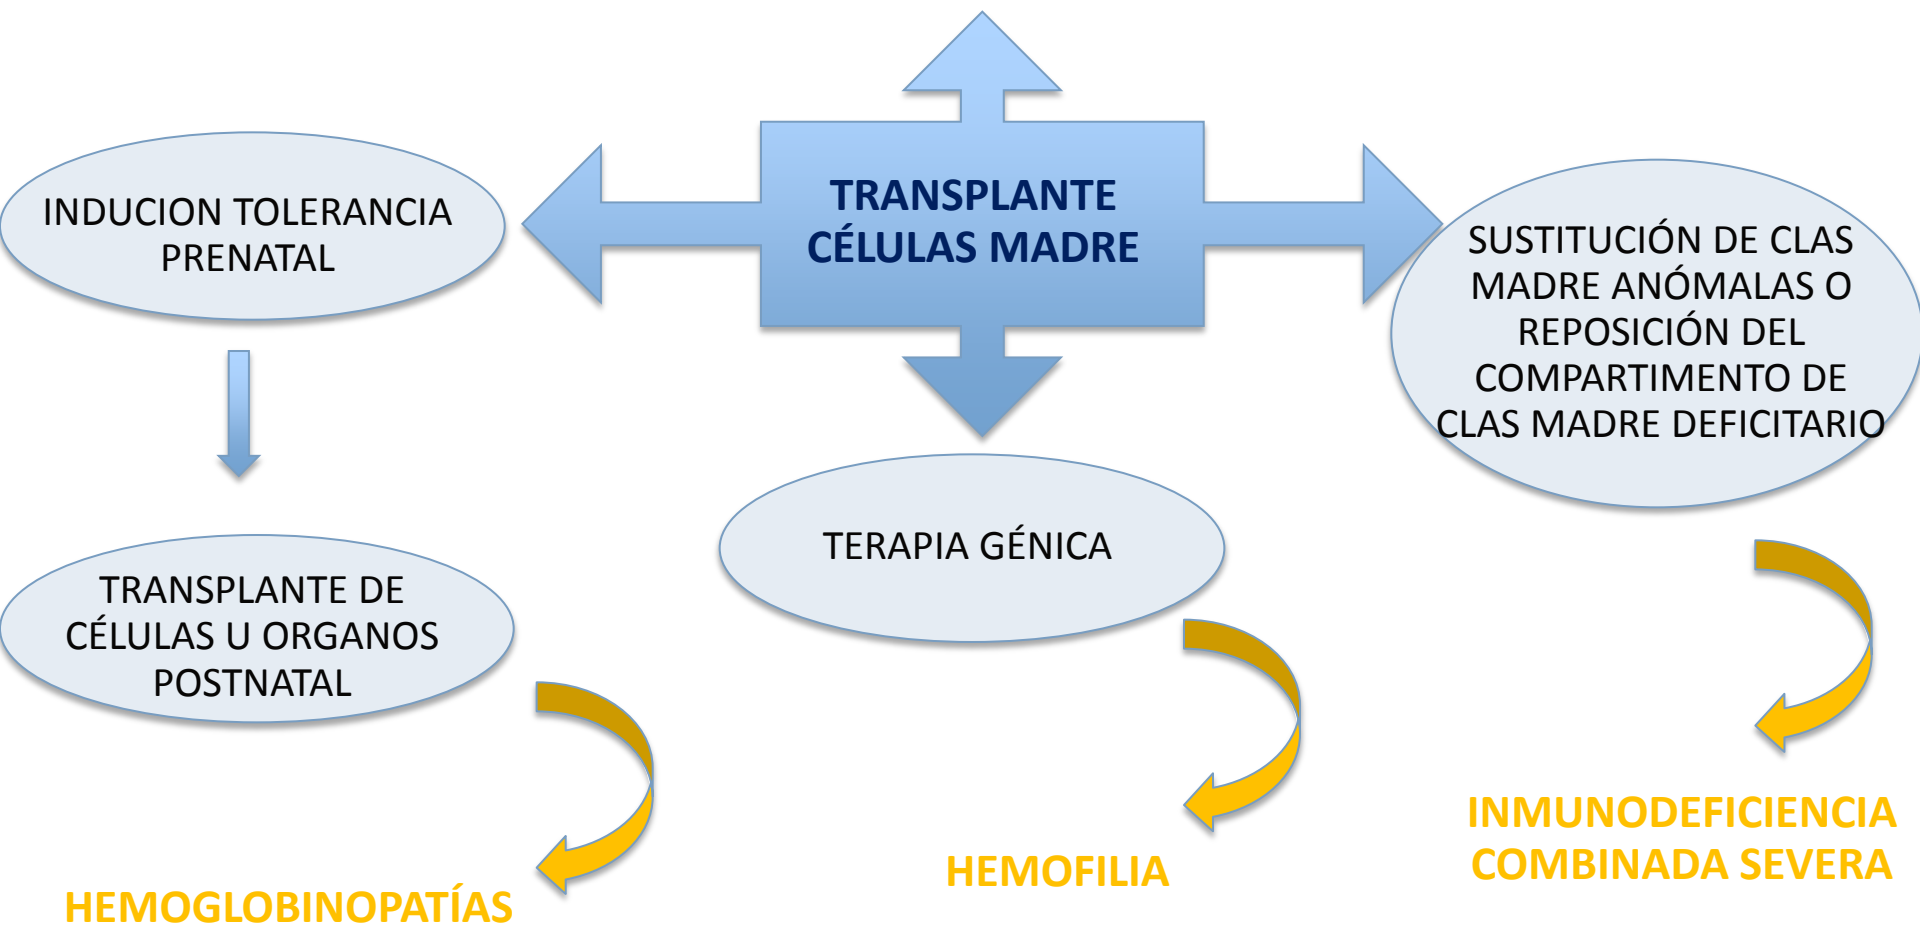 TRANSPLANTE
CÉLULAS MADRE
INDUCION TOLERANCIA
PRENATAL
TRANSPLANTE DE
CÉLULAS U ORGANOS
POSTNATAL
HEMOGLOBINOPATÍAS
TERAPIA GÉNICA
HEMOFILIA
SUSTITUCIÓN DE CLAS
MADRE ANÓMALAS O
REPOSICIÓN DEL
COMPARTIMENTO DE
CLAS MADRE DEFICITARIO
INMUNODEFICIENCIA
COMBINADA SEVERA